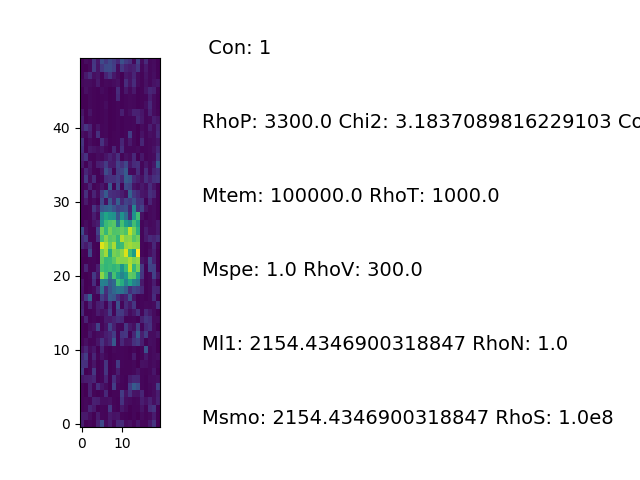 Con: 1
RhoP: 3300.0 Chi2: 3.1837089816229103 Co
Mtem: 100000.0 RhoT: 1000.0
Mspe: 1.0 RhoV: 300.0
Ml1: 2154.4346900318847 RhoN: 1.0
Msmo: 2154.4346900318847 RhoS: 1.0e8
40
30
20
10
0
0 10